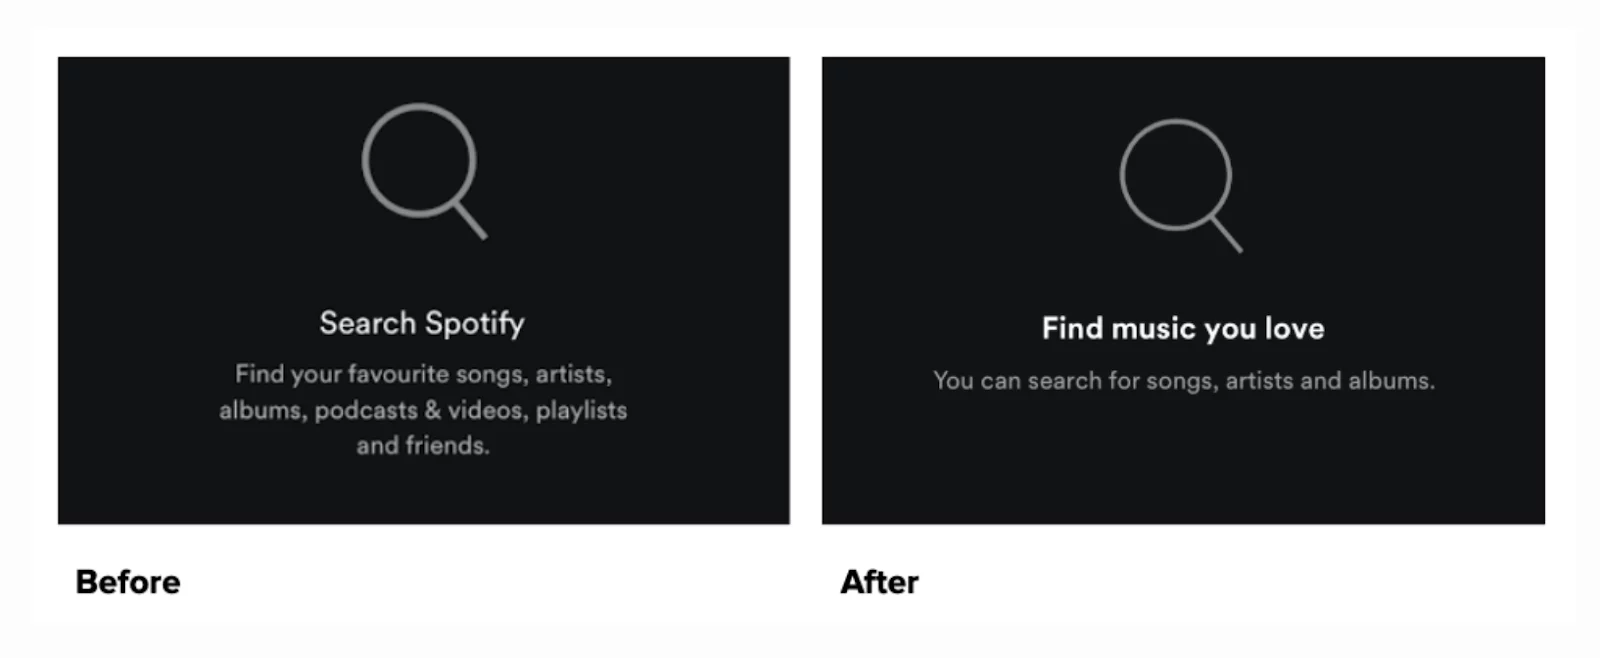 Search Spotify
Find your favourite songs, artists,
albums, podcasts & videos, playlists
and friends.
Before
Find music you love
You can search for songs, artists and albums.
After